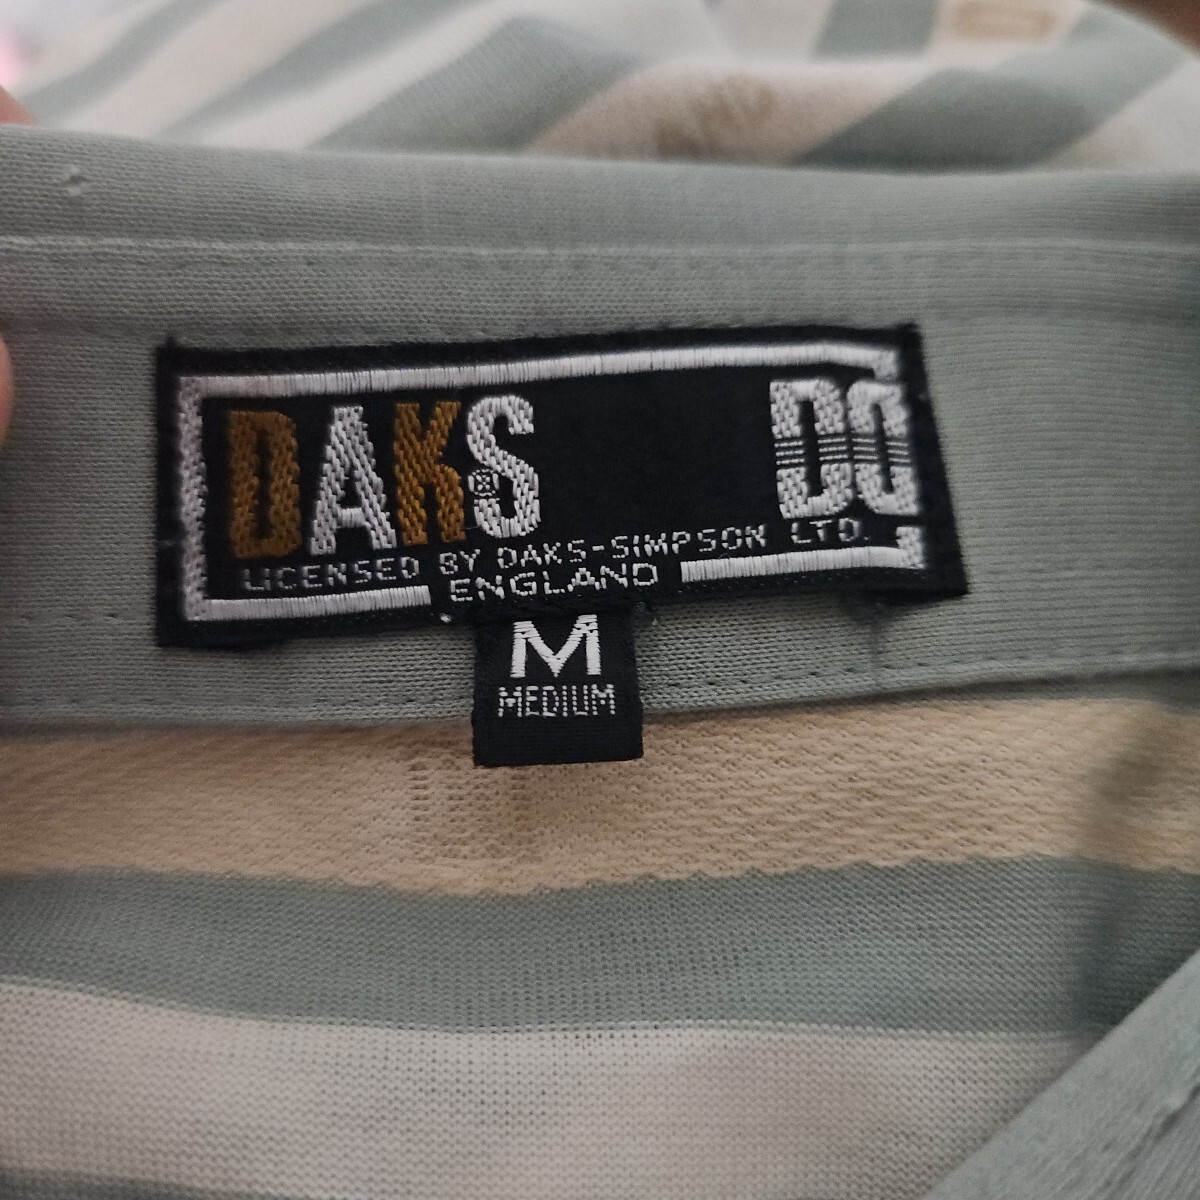 DAKS DQ
LICENSED BY DAKS-SIMPSON LTD.
ENGLAND
M
MEDIUM